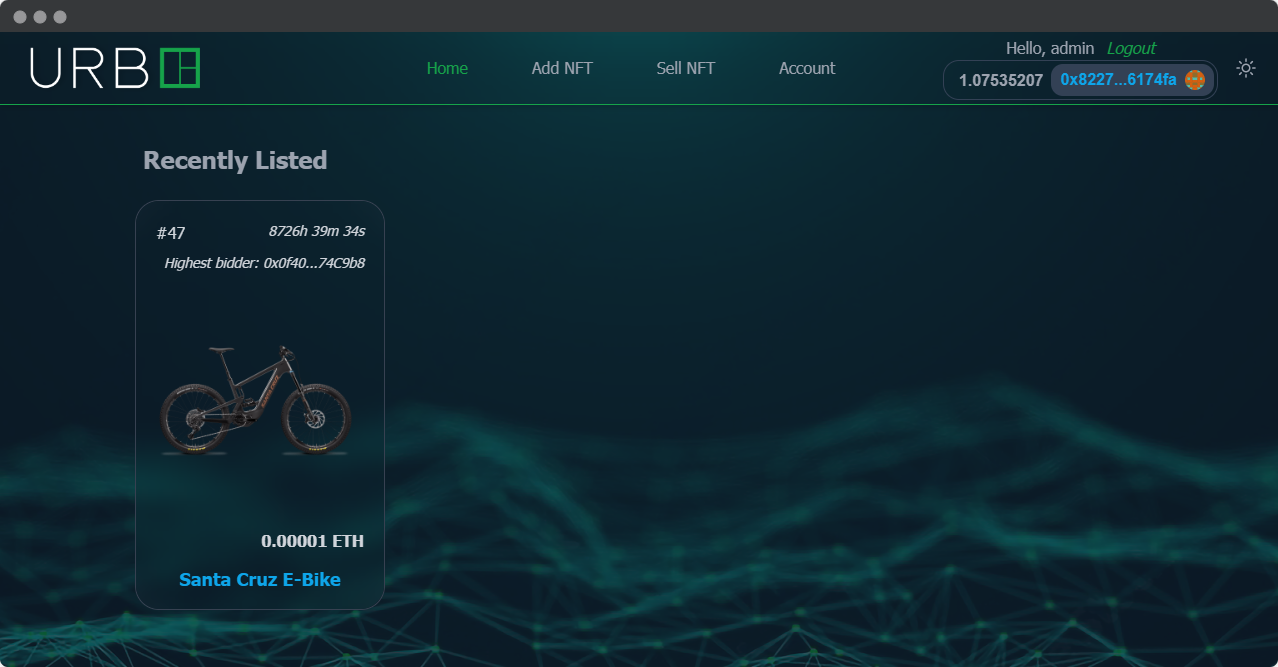 URB
Home
Add NFT
Sell NFT
Account
Hello, admin Logout
1.07535207 0x8227...6174fa
Recently Listed
#47
8726h 39m 34s
Highest bidder: 0x0f40...74C9b8
0.00001 ETH
Santa Cruz E-Bike